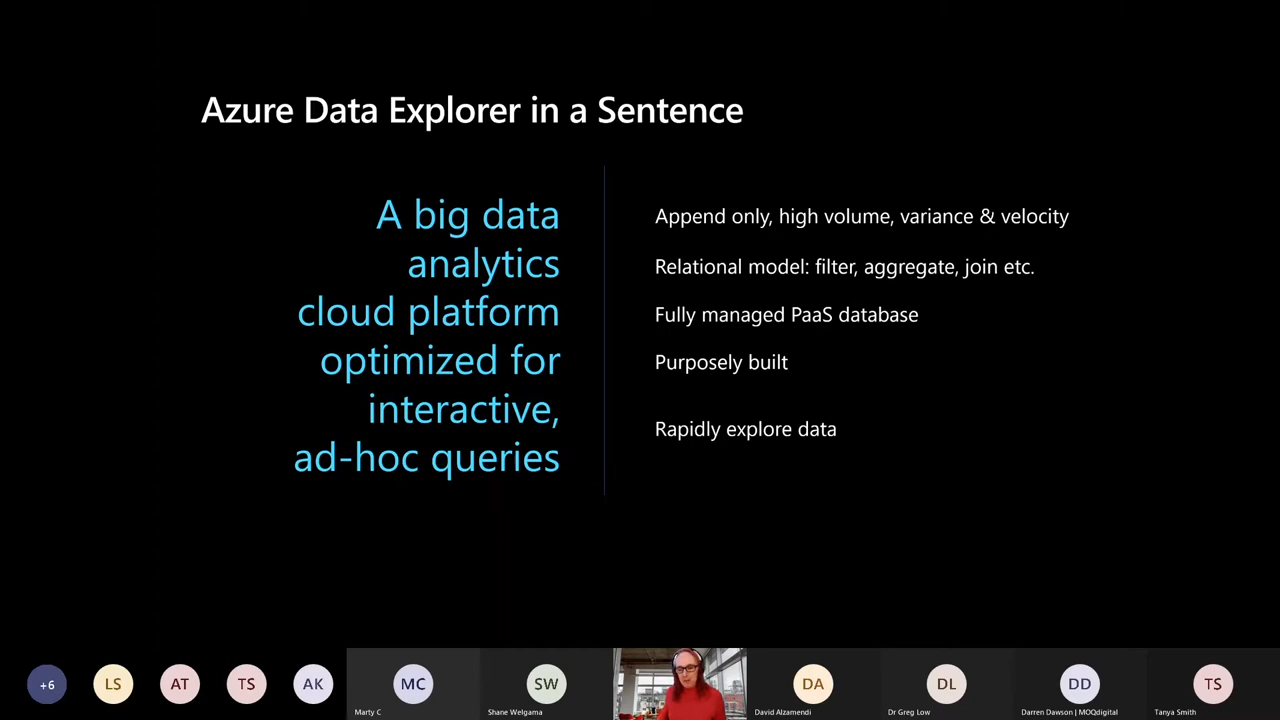 Azure Data Explorer in a Sentence
A big data
analytics
cloud platform
optimized for
interactive,
ad-hoc queries
Append only, high volume, variance & velocity
Relational model: filter, aggregate, join etc.
Fully managed PaaS database
Purposely built
Rapidly explore data
+6
LS
AT
TS
AK
MC
Marty C
SW
Shane Welgama
DA
David Alzamendi
DL
Dr Greg Low
DD
Darren Dawson | MOQdigital
TS
Tanya Smith